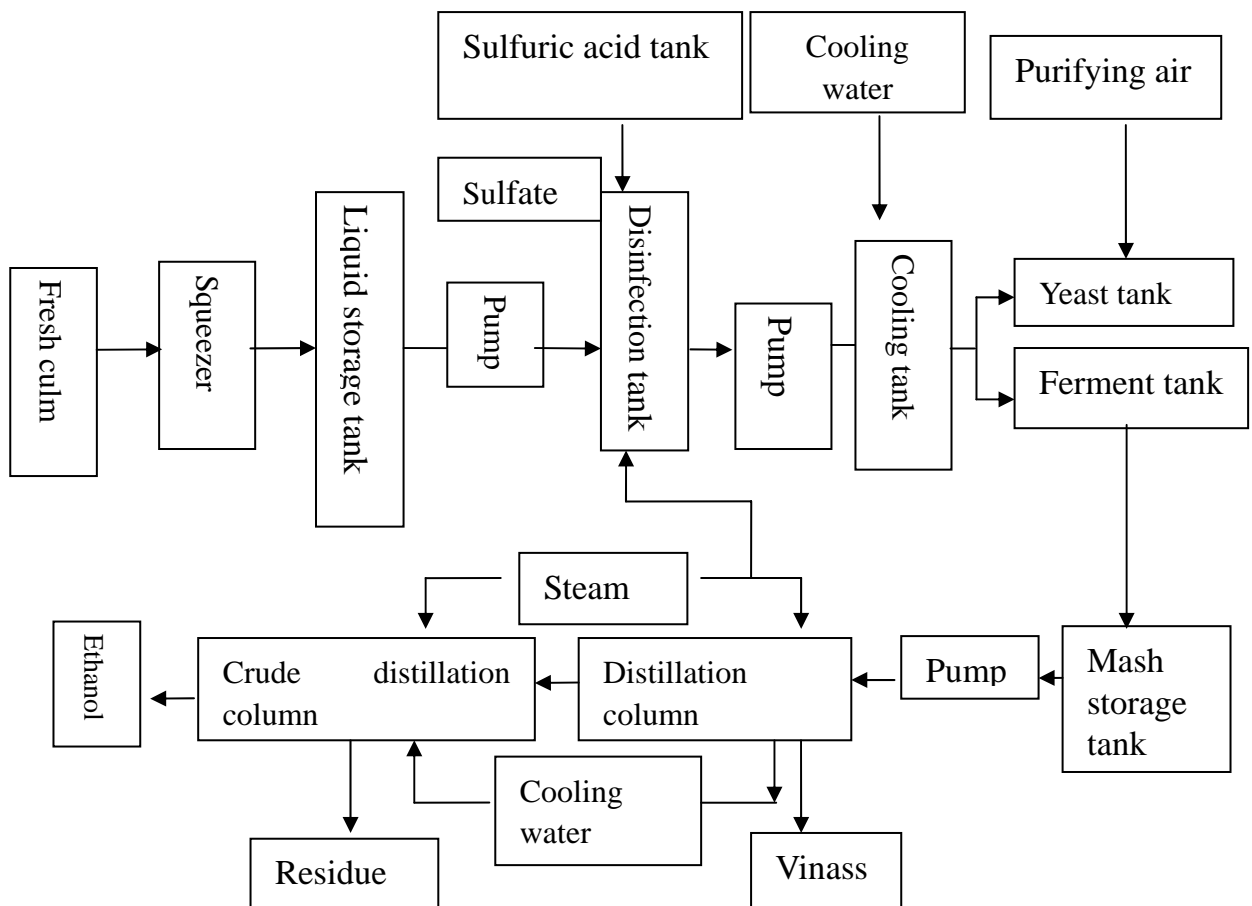 Sulfuric acid tank
Cooling
water
Purifying air
Sulfate
Fresh culm
Squeezer
Liquid storage tank
Pump
Disinfection tank
Pump
Cooling tank
Yeast tank
Ferment tank
Steam
Ethanol
Crude distillation
column
Distillation
column
Pump
Mash
storage
tank
Cooling
water
Residue
Vinass